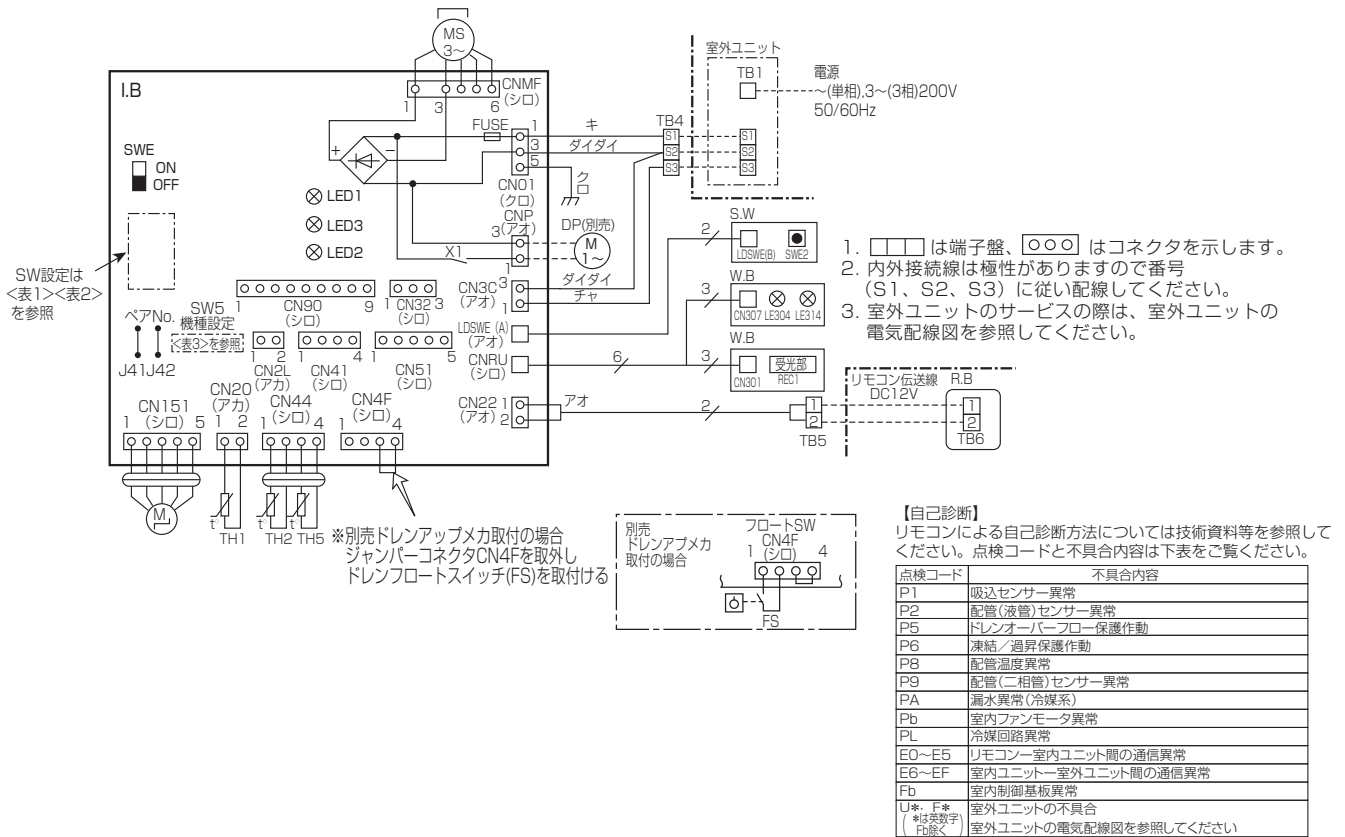 MS
3～
I.B
CNMF
(シロ)
1 3 6
SWE
ON
OFF
FUSE
1
3
5
+ −
CN01
(クロ)
キ
ダイダイ
クロ
LED1
LED3
LED2
CNP
(アオ)
3
1
X1
DP(別売)
M
1～
CN3C
(アオ)
3
1
ダイダイ
チャ
TB4
S1
S2
S3
室外ユニット
TB1
S1
S2
S3
電源
～(単相),3～(3相)200V
50/60Hz
SW設定は
<表1><表2>
を参照
ペアNo.
J41J42
SW5
機種設定
<表3>を参照
1 9
CN90
(シロ)
1 3
CN32
(シロ)
1 2
CN2L
(アカ)
1 4
CN41
(シロ)
1 5
CN51
(シロ)
LDSWE (A)
(アオ)
CNRU
(シロ)
CN22
(アオ)
1
2
アオ
2
6
3
3
2
S.W
LDSWE(B) SWE2
W.B
CN307 LE304 LE314
W.B
受光部
CN301 REC1
リモコン伝送線
DC12V
R.B
1
2
TB5
1
2
TB6
CN151
1 (シロ) 5
CN20
(アカ)
1 2
CN44
1 (シロ) 4
CN4F
1 (シロ) 4
M
t° TH1
t° TH2
t° TH5
※別売ドレンアップメカ取付の場合
ジャンパーコネクタCN4Fを取外し
ドレンフロートスイッチ(FS)を取付ける
別売
ドレンアプメカ
取付の場合
フロートSW
CN4F
1 (シロ) 4
FS
1. は端子盤、 はコネクタを示します。
2. 内外接続線は極性がありますので番号
(S1、S2、S3）に従い配線してください。
3. 室外ユニットのサービスの際は、室外ユニットの
電気配線図を参照してください。
【自己診断】
リモコンによる自己診断方法については技術資料等を参照して
ください。点検コードと不具合内容は下表をご覧ください。
点検コード 不具合内容
P1 吸込センサー異常
P2 配管(液管)センサー異常
P5 ドレンオーバーフロー保護作動
P6 凍結／過昇保護作動
P8 配管温度異常
P9 配管(二相管)センサー異常
PA 漏水異常(冷媒系)
Pb 室内ファンモータ異常
PL 冷媒回路異常
E0～E5 リモコンー室内ユニット間の通信異常
E6～EF 室内ユニットー室外ユニット間の通信異常
Fb 室内制御基板異常
U*・F* 室外ユニットの不具合
(*は英数字 Fb除く) 室外ユニットの電気配線図を参照してください